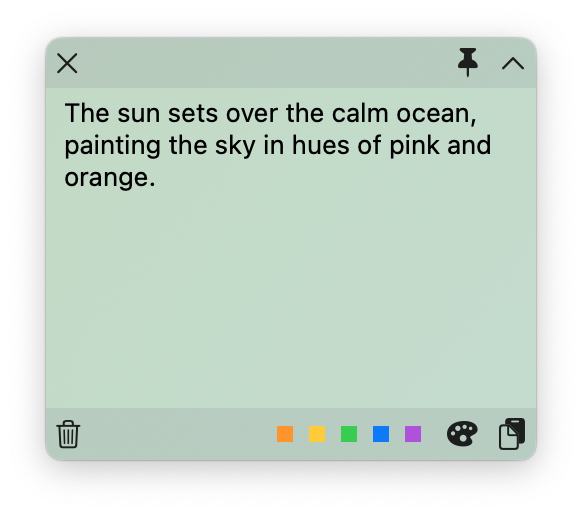 The sun sets over the calm ocean,
painting the sky in hues of pink and
orange.